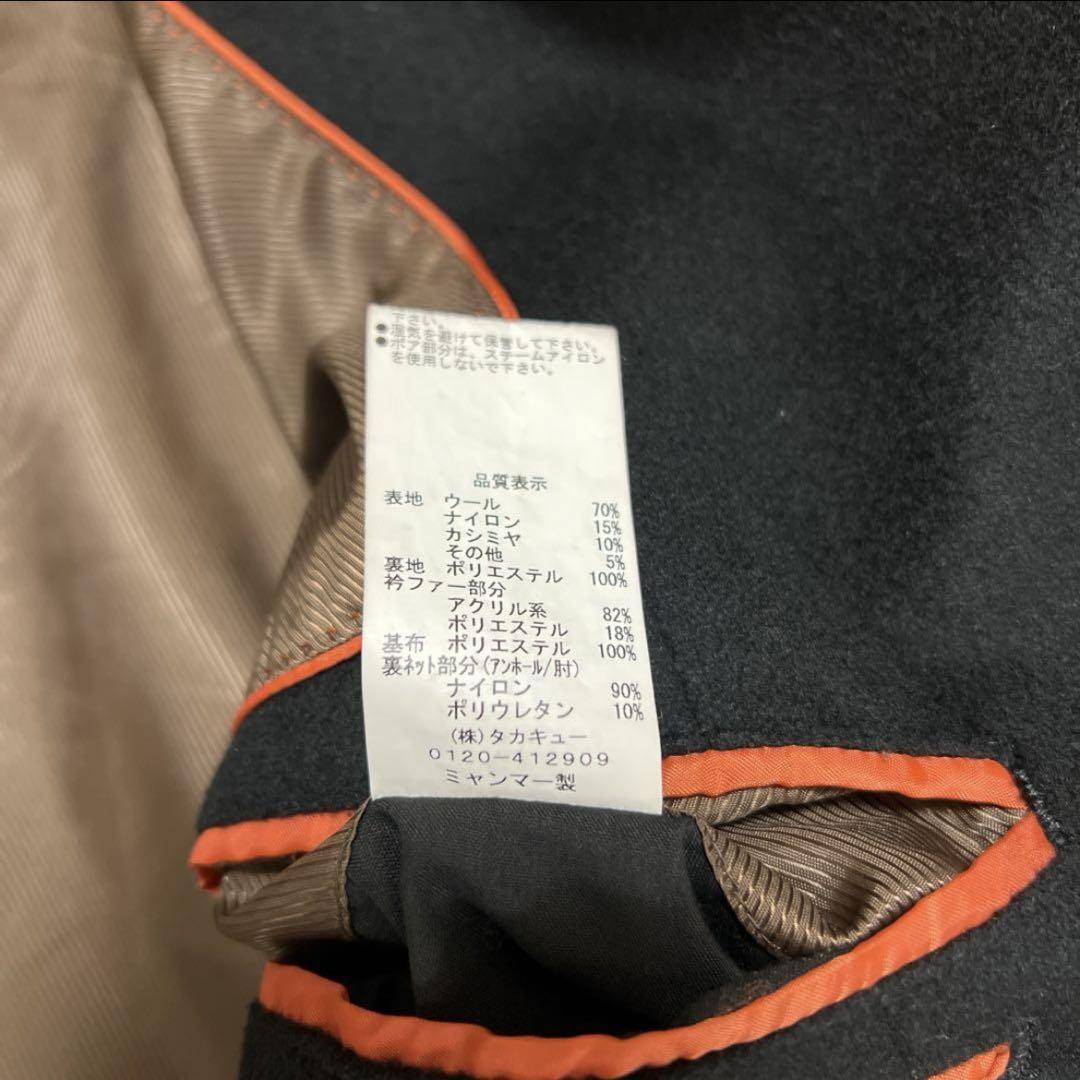 下さい。
●湿気を避けて保管して下さい。
●ボア部分は、スチームアイロン
を使用しないで下さい。
品質表示
表地 ウール 70%
ナイロン 15%
カシミヤ 10%
その他 5%
裏地 ポリエステル 100%
衿ファー部分
アクリル系 82%
ポリエステル 18%
基布 ポリエステル 100%
裏ネット部分(アンホール/肘)
ナイロン 90%
ポリウレタン 10%
(株)タカキュー
0120-412909
ミャンマー製